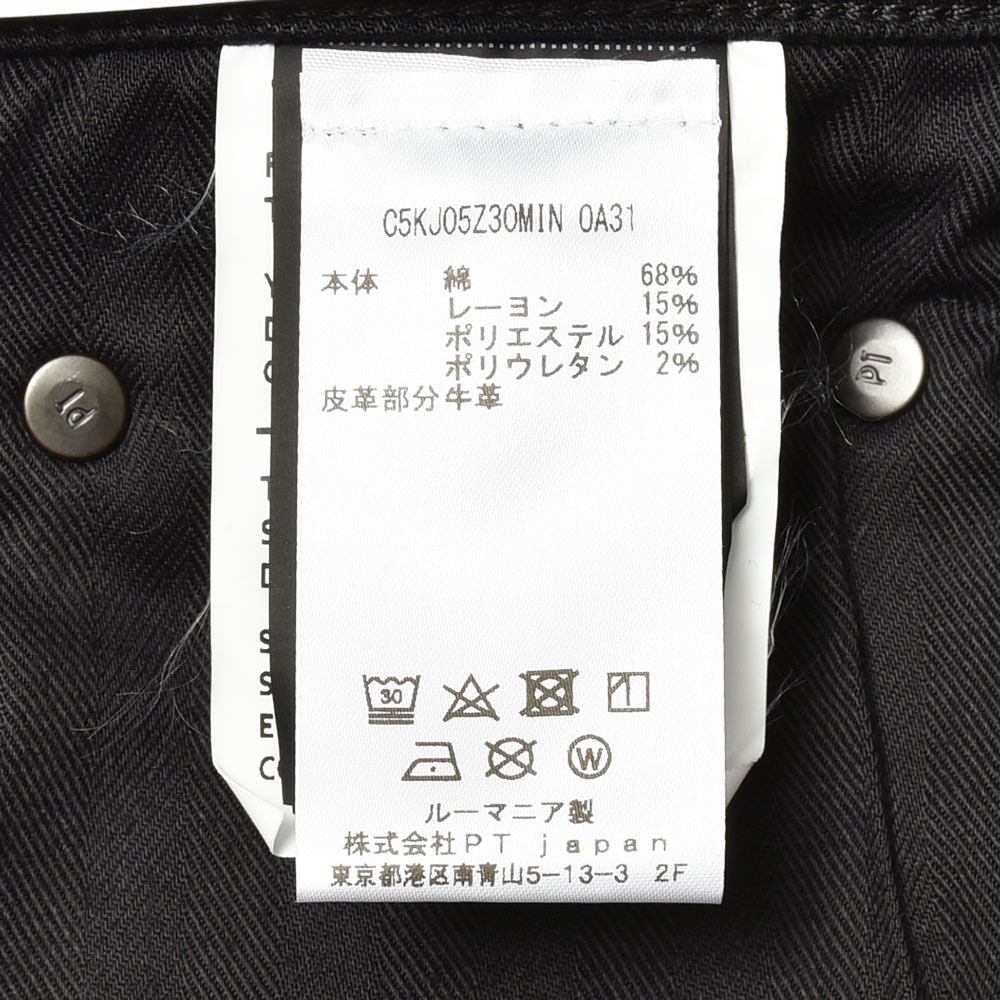 C5KJ05Z30MIN 0A31
本体 綿 68%
レーヨン 15%
ポリエステル 15%
ポリウレタン 2%
皮革部分牛革
30
W
ルーマニア製
株式会社PT japan
東京都港区南青山5-13-3 2F
PT